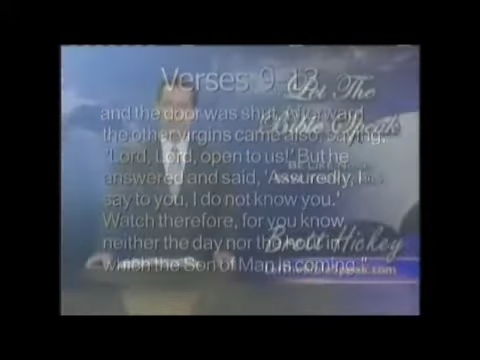 Verses 9-13
Let The
Bible Speak
and the door was shut. Afterward
the other virgins came also, saying,
'Lord, Lord, open to us!' But he
answered and said, 'Assuredly, I
say to you, I do not know you.'
Watch therefore, for you know
neither the day nor the hour in
which the Son of Man is coming."
BE LIKE
Brett Hickey